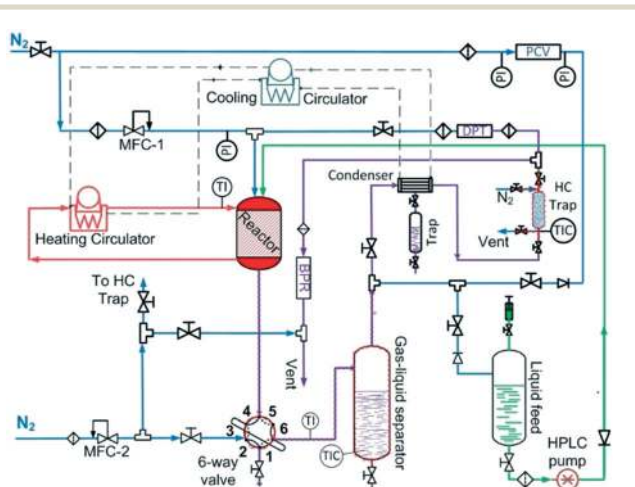 N₂
PCV
PI
PI
Cooling Circulator
MFC-1
PI
DPT
Condenser
N₂
HC
Trap
TI
Reactor
Trap
TIC
Vent
Heating Circulator
To HC
Trap
BPR
Vent
Gas-liquid separator
Liquid feed
N₂
4 5
3 6
2 1
TI
TIC
HPLC
pump
MFC-2
6-way
valve